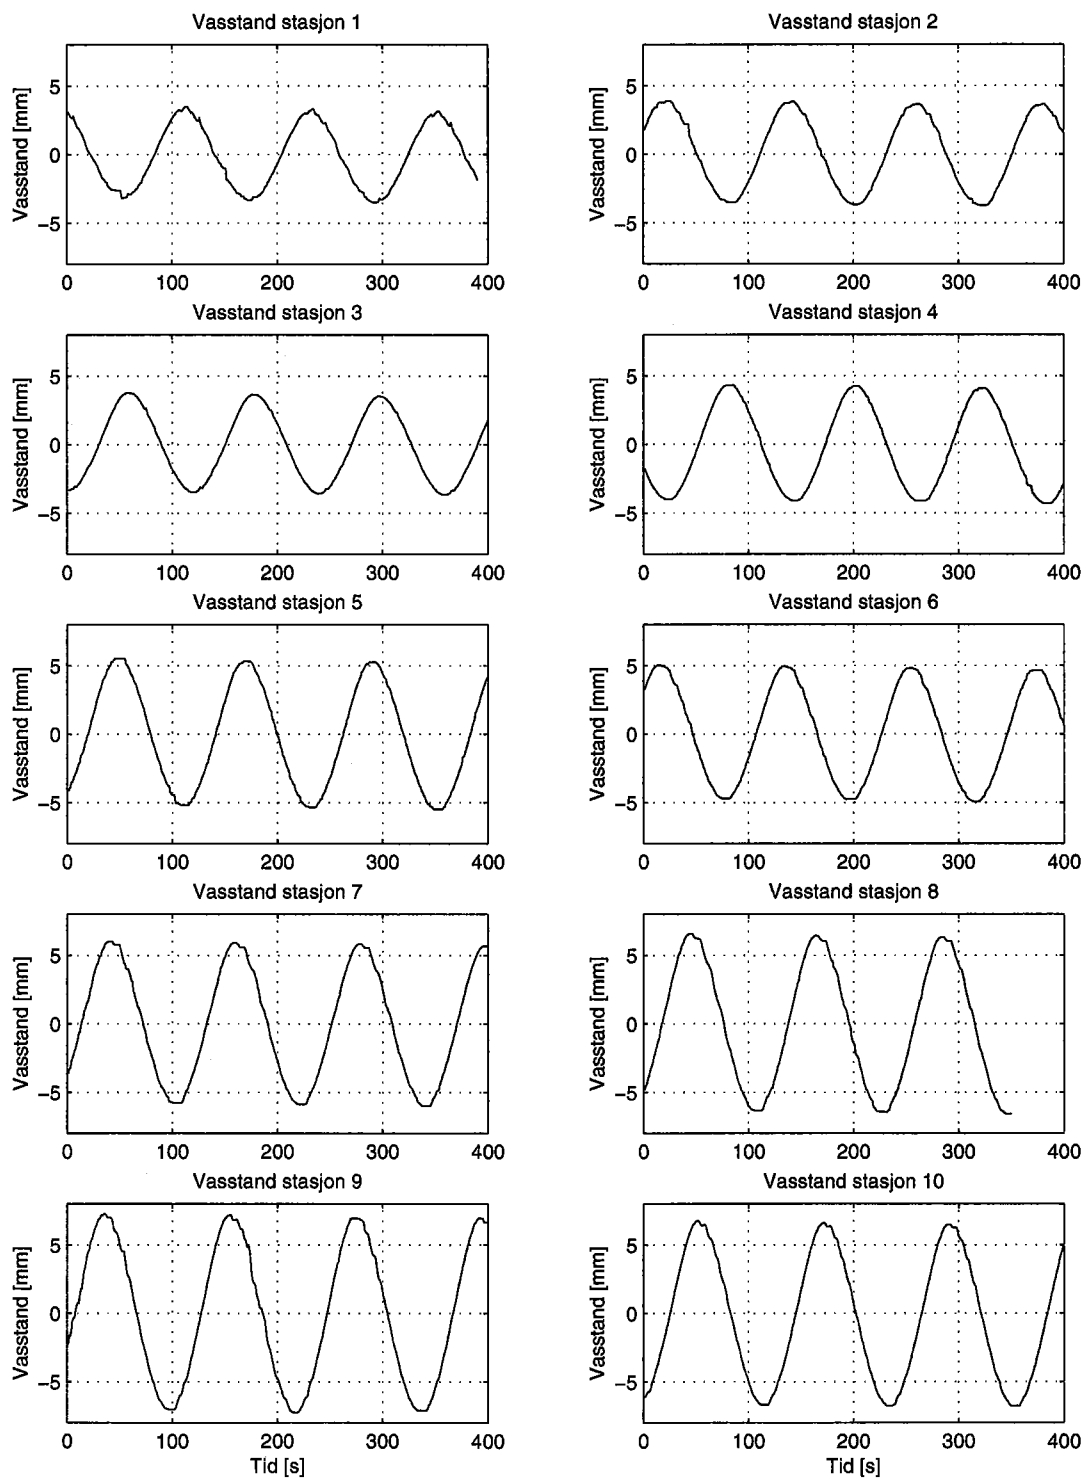 Vasstand stasjon 1
Vasstand [mm]
5
0
−5
0 100 200 300 400
Vasstand stasjon 2
Vasstand [mm]
5
0
−5
0 100 200 300 400
Vasstand stasjon 3
Vasstand [mm]
5
0
−5
0 100 200 300 400
Vasstand stasjon 4
Vasstand [mm]
5
0
−5
0 100 200 300 400
Vasstand stasjon 5
Vasstand [mm]
5
0
−5
0 100 200 300 400
Vasstand stasjon 6
Vasstand [mm]
5
0
−5
0 100 200 300 400
Vasstand stasjon 7
Vasstand [mm]
5
0
−5
0 100 200 300 400
Vasstand stasjon 8
Vasstand [mm]
5
0
−5
0 100 200 300 400
Vasstand stasjon 9
Vasstand [mm]
5
0
−5
0 100 200 300 400
Tid [s]
Vasstand stasjon 10
Vasstand [mm]
5
0
−5
0 100 200 300 400
Tid [s]